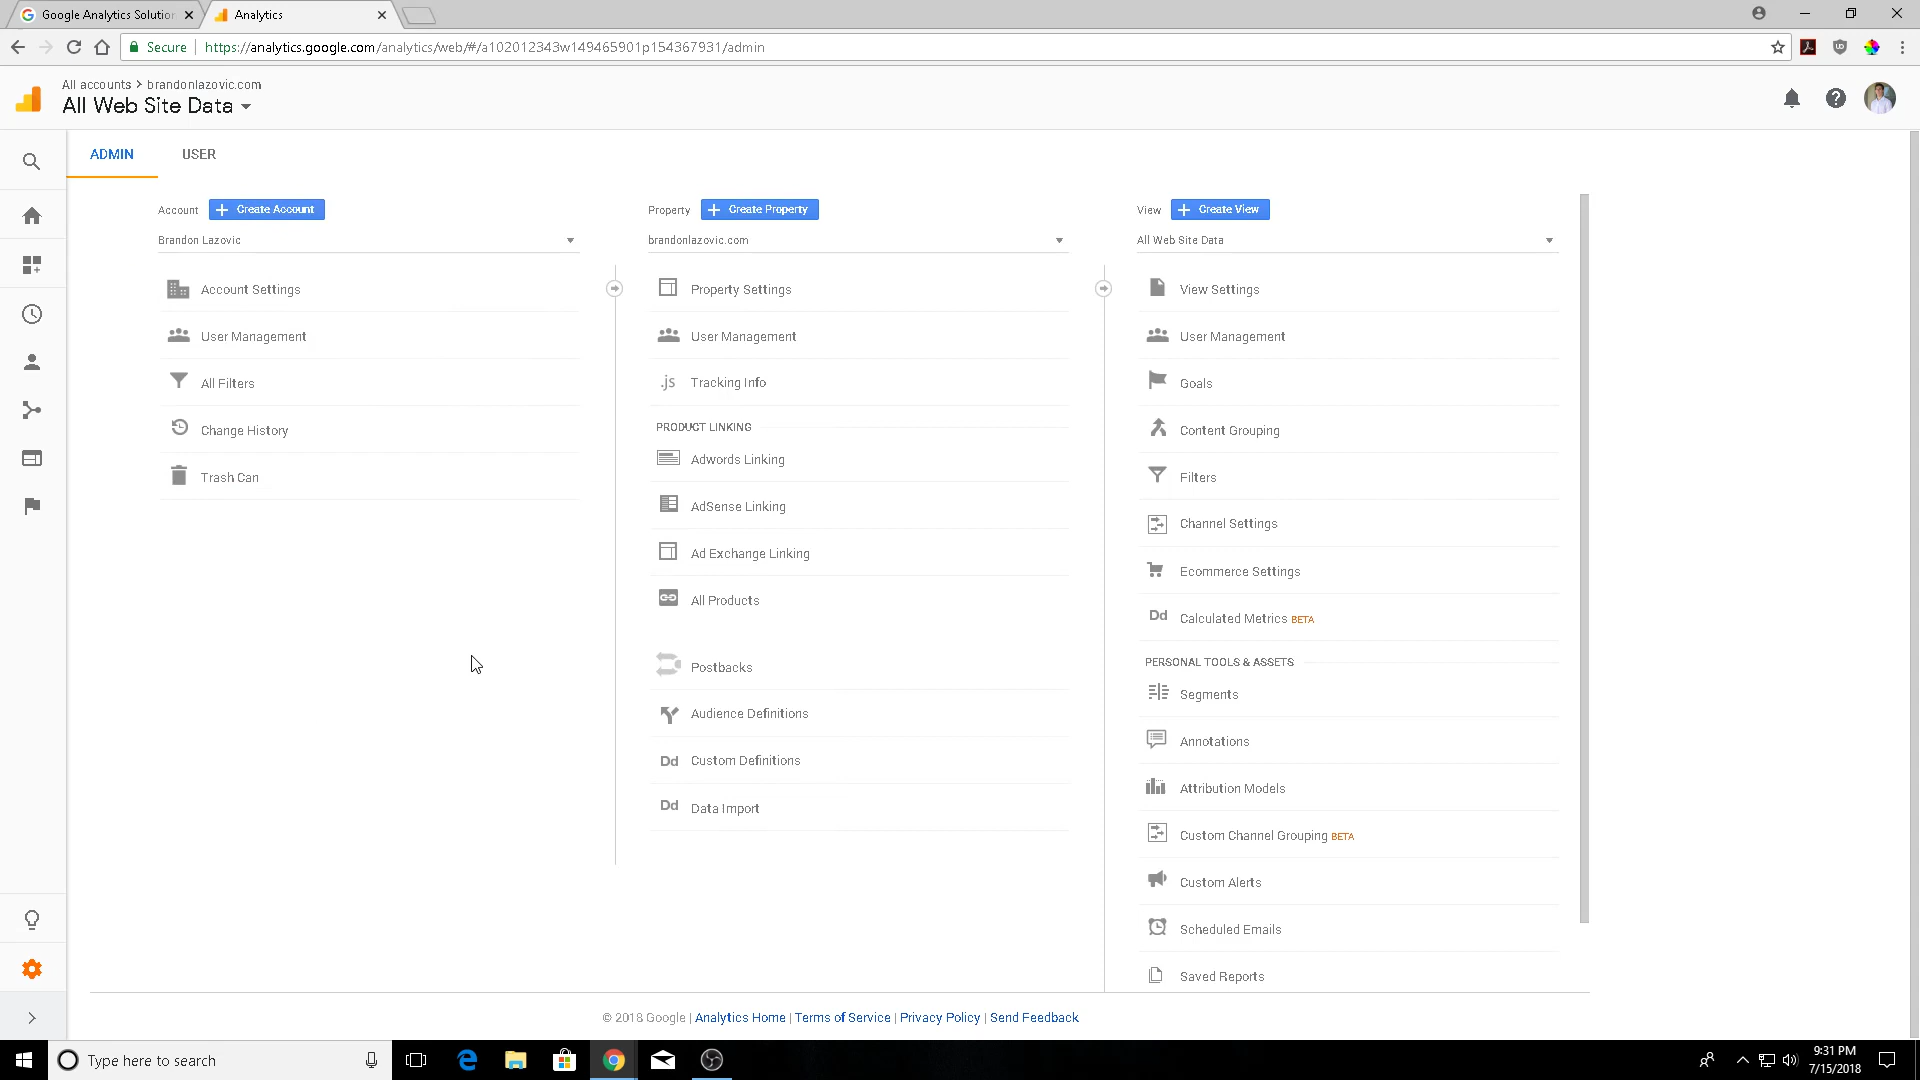 Google Analytics Solution
Analytics
Secure
https://analytics.google.com/analytics/web/#/a102012343w149465901p154367931/admin
All accounts > brandonlazovic.com
All Web Site Data
ADMIN
USER
Account
+ Create Account
Brandon Lazovic
Account Settings
User Management
All Filters
Change History
Trash Can
Property
+ Create Property
brandonlazovic.com
Property Settings
User Management
.js Tracking Info
PRODUCT LINKING
Adwords Linking
AdSense Linking
Ad Exchange Linking
All Products
Postbacks
Audience Definitions
Dd Custom Definitions
Dd Data Import
View
+ Create View
All Web Site Data
View Settings
User Management
Goals
Content Grouping
Filters
Channel Settings
Ecommerce Settings
Dd Calculated Metrics BETA
PERSONAL TOOLS & ASSETS
Segments
Annotations
Attribution Models
Custom Channel Grouping BETA
Custom Alerts
Scheduled Emails
Saved Reports
© 2018 Google | Analytics Home | Terms of Service | Privacy Policy | Send Feedback
Type here to search
9:31 PM
7/15/2018